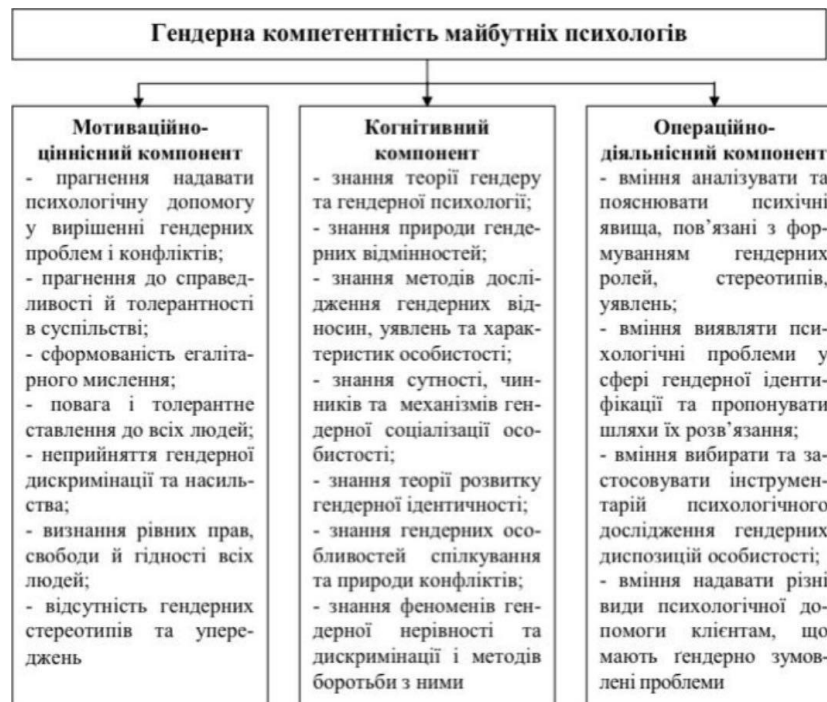 Гендерна компетентність майбутніх психологів
Мотиваційно-
ціннісний компонент
- прагнення надавати
психологічну допомогу
у вирішенні гендерних
проблем і конфліктів;
- прагнення до справед-
ливості й толерантності
в суспільстві;
- сформованість егаліта-
рного мислення;
- повага і толерантне
ставлення до всіх людей;
- неприйняття гендерної
дискримінації та насиль-
ства;
- визнання рівних прав,
свободи й гідності всіх
людей;
- відсутність гендерних
стереотипів та упере-
джень
Когнітивний
компонент
- знання теорії гендеру
та гендерної психології;
- знання природи генде-
рних відмінностей;
- знання методів дослі-
дження гендерних від-
носин, уявлень та харак-
теристик особистості;
- знання сутності, чин-
ників та механізмів ген-
дерної соціалізації осо-
бистості;
- знання теорії розвитку
гендерної ідентичності;
- знання гендерних осо-
бливостей спілкування
та природи конфліктів;
- знання феноменів ген-
дерної нерівності та
дискримінації і методів
боротьби з ними
Операційно-
діяльнісний компонент
- вміння аналізувати та
пояснювати психічні
явища, пов’язані з фор-
муванням гендерних
ролей, стереотипів,
уявлень;
- вміння виявляти пси-
хологічні проблеми у
сфері гендерної іденти-
фікації та пропонувати
шляхи їх розв’язання;
- вміння вибирати та за-
стосовувати інструмен-
тарій психологічного
дослідження гендерних
диспозицій особистості;
- вміння надавати різні
види психологічної до-
помоги клієнтам, що
мають ґендерно зумов-
лені проблеми